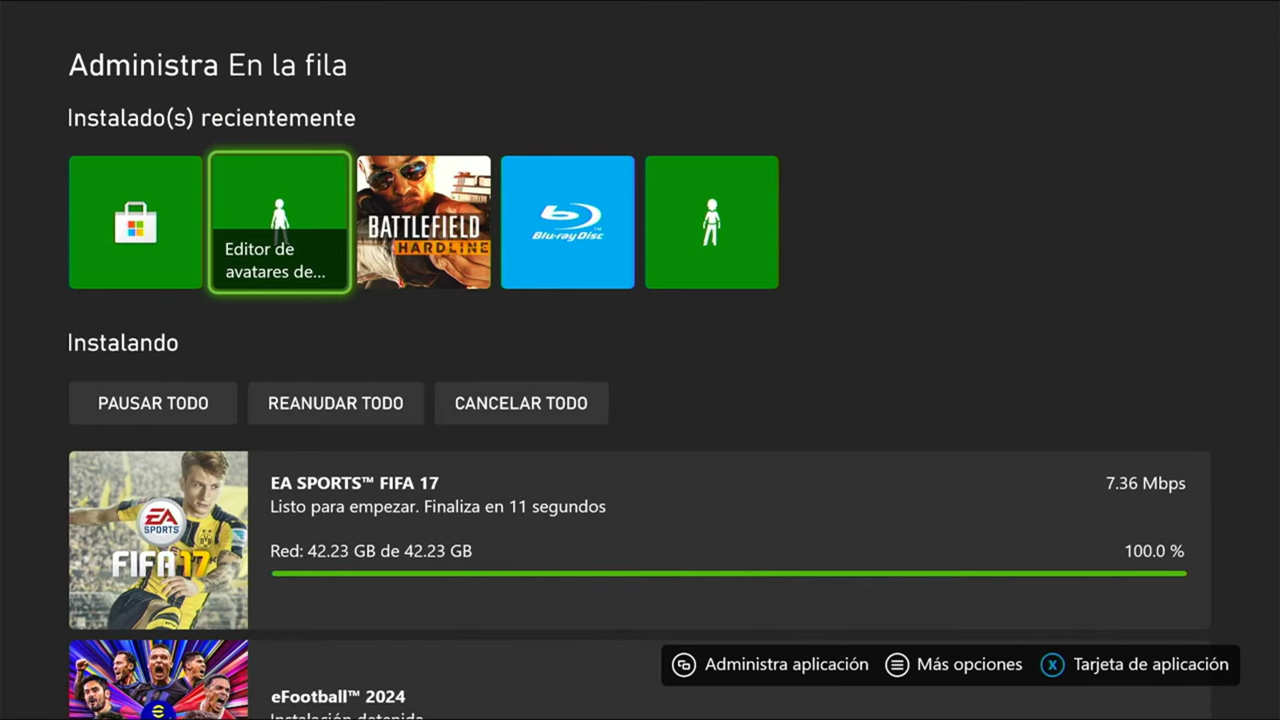 Administra En la fila
Instalado(s) recientemente
Editor de
avatares de...
BATTLEFIELD
HARDLINE
Blu-ray Disc
TM
Instalando
PAUSAR TODO
REANUDAR TODO
CANCELAR TODO
EA
SPORTS
FIFA 17
EA SPORTS™ FIFA 17
7.36 Mbps
Listo para empezar. Finaliza en 11 segundos
Red: 42.23 GB de 42.23 GB
100.0 %
eFootball™ 2024
Instalación detenida
Administra aplicación
Más opciones
X
Tarjeta de aplicación